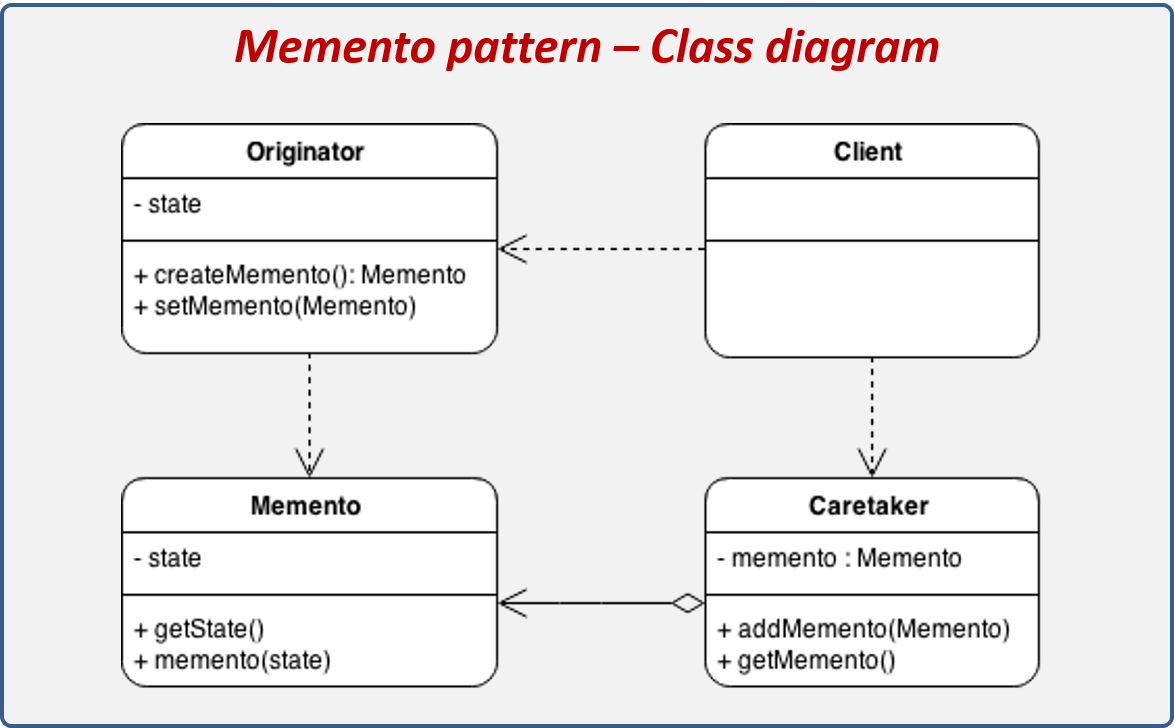 Memento pattern – Class diagram
Originator
- state
+ createMemento(): Memento
+ setMemento(Memento)
Client
Memento
- state
+ getState()
+ memento(state)
Caretaker
- memento : Memento
+ addMemento(Memento)
+ getMemento()